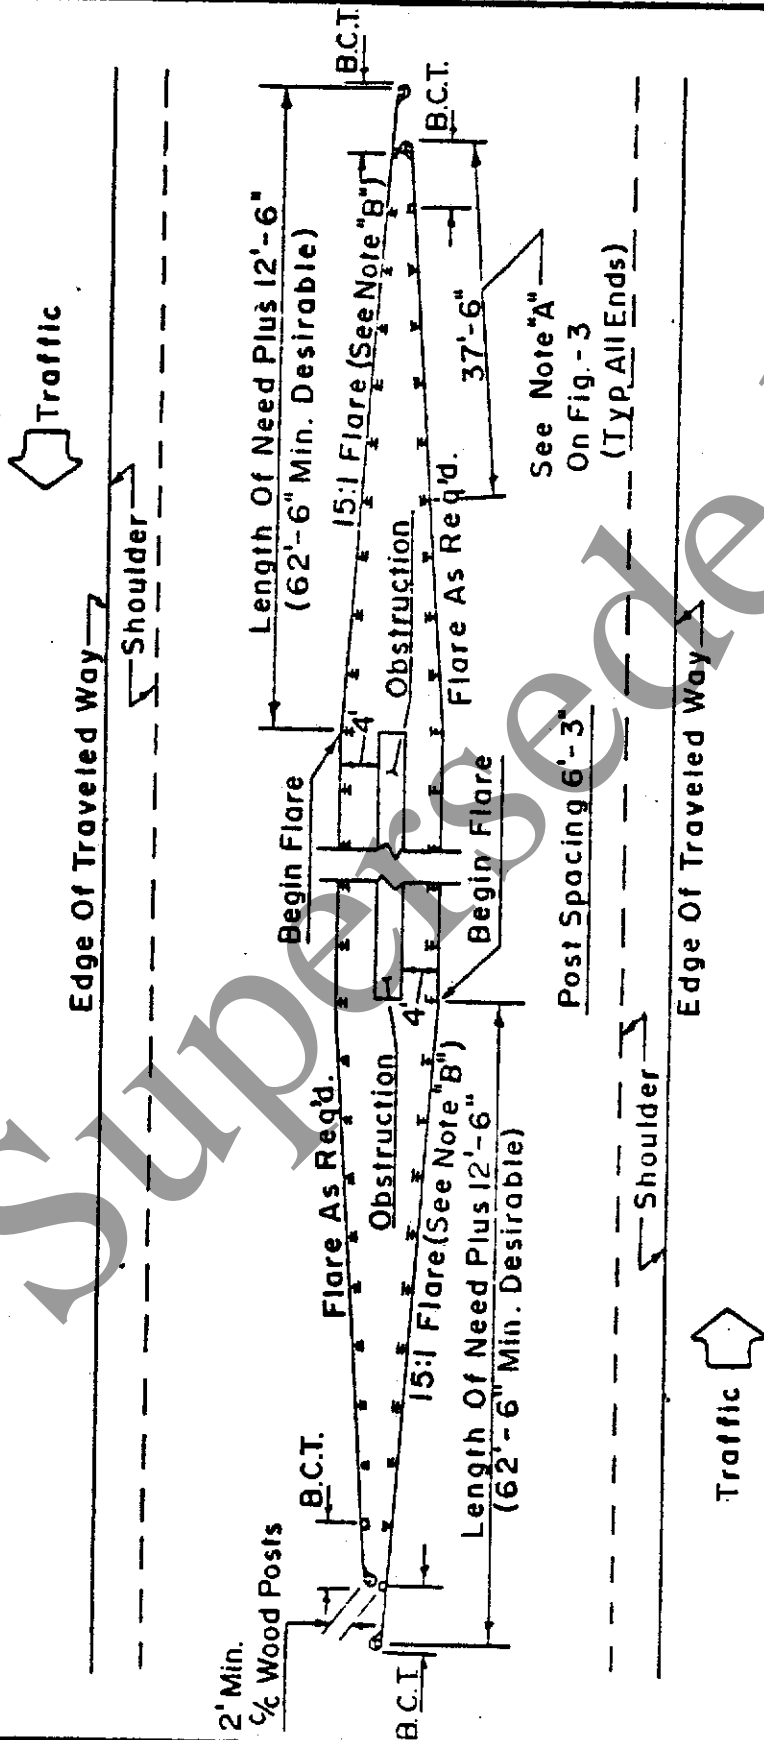 Traffic
Edge Of Traveled Way
Shoulder
B.C.T.
B.C.T.
Length Of Need Plus 12'-6"
(62'-6" Min. Desirable)
15:1 Flare (See Note "B")
37'-6"
See Note "A"
On Fig.-3
(Typ. All Ends)
Begin Flare
4'
Obstruction
Flare As Req'd.
Flare As Req'd.
Obstruction
4'
Begin Flare
Post Spacing 6'-3"
15:1 Flare (See Note "B")
Length Of Need Plus 12'-6"
(62'-6" Min. Desirable)
2' Min.
c/c Wood Posts
B.C.T.
B.C.T.
Shoulder
Edge Of Traveled Way
Traffic
Supersede